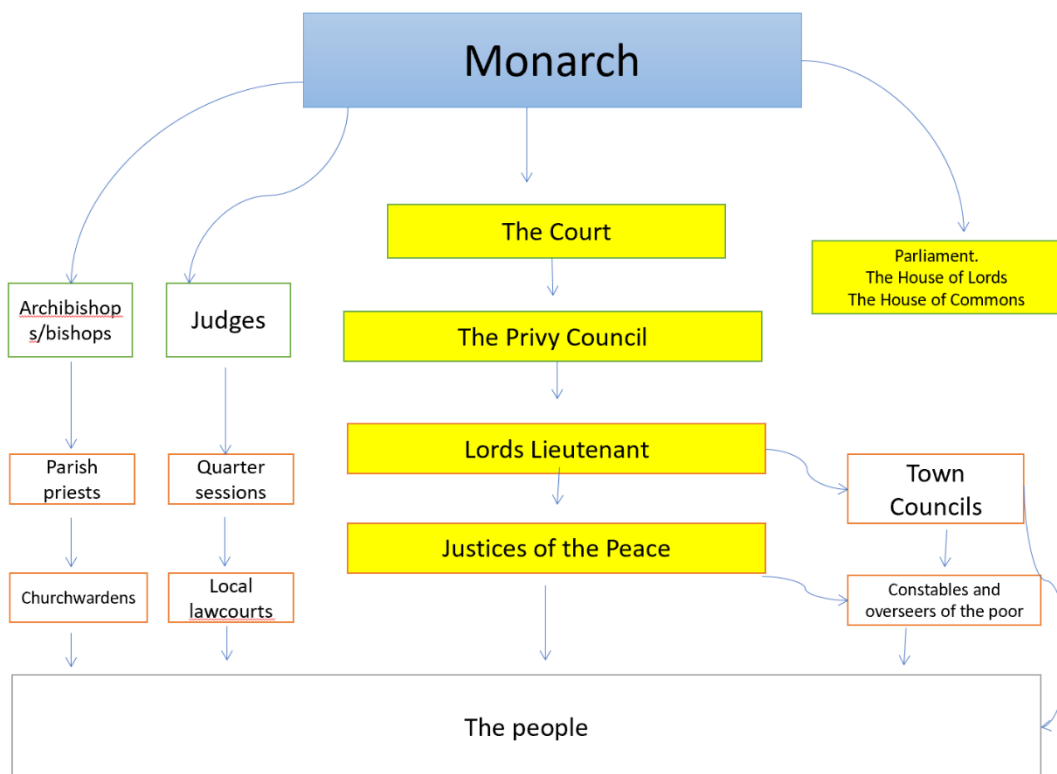 Monarch
The Court
Parliament.
The House of Lords
The House of Commons
Archibishop
s/bishops
Judges
The Privy Council
Lords Lieutenant
Parish
priests
Quarter
sessions
Town
Councils
Justices of the Peace
Churchwardens
Local
lawcourts
Constables and
overseers of the poor
The people